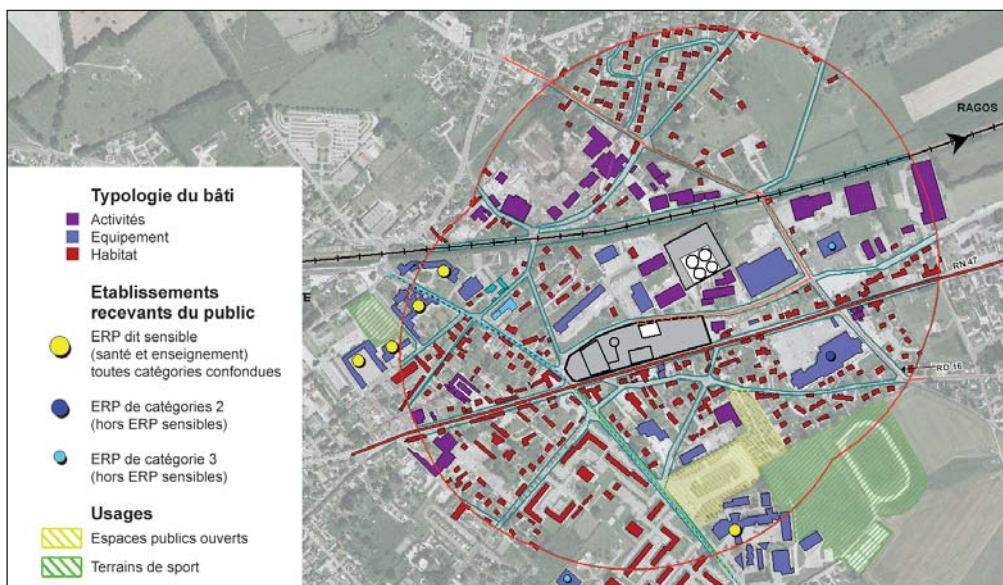 Typologie du bâti
Activités
Equipement
Habitat
Etablissements
recevants du public
ERP dit sensible
(santé et enseignement)
toutes catégories confondues
ERP de catégories 2
(hors ERP sensibles)
ERP de catégorie 3
(hors ERP sensibles)
Usages
Espaces publics ouverts
Terrains de sport
RAGOS
RN 47
RD 16